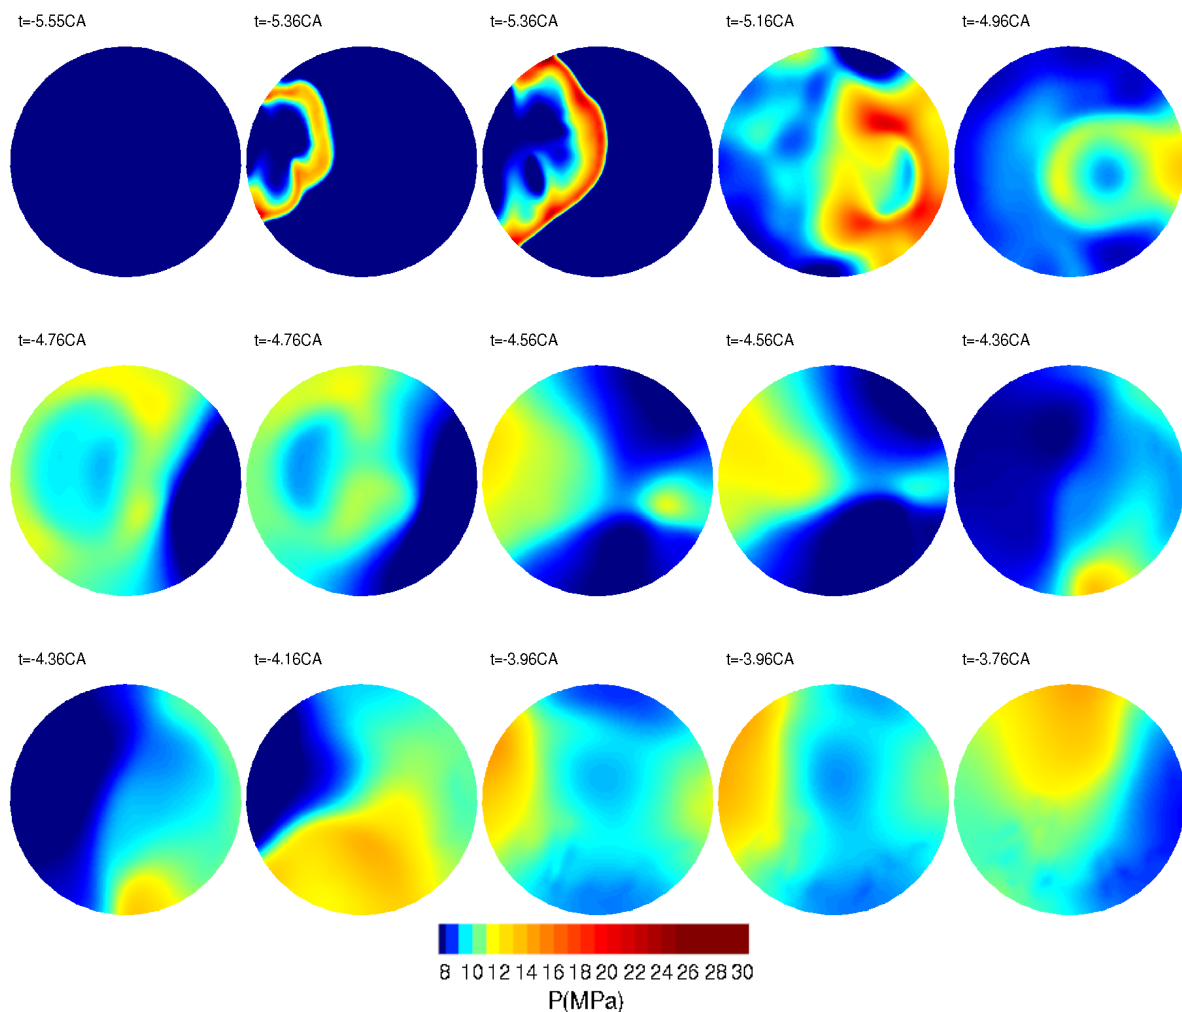 t=-5.55CA t=-5.36CA t=-5.36CA t=-5.16CA t=-4.96CA
t=-4.76CA t=-4.76CA t=-4.56CA t=-4.56CA t=-4.36CA
t=-4.36CA t=-4.16CA t=-3.96CA t=-3.96CA t=-3.76CA
8 10 12 14 16 18 20 22 24 26 28 30
P(MPa)